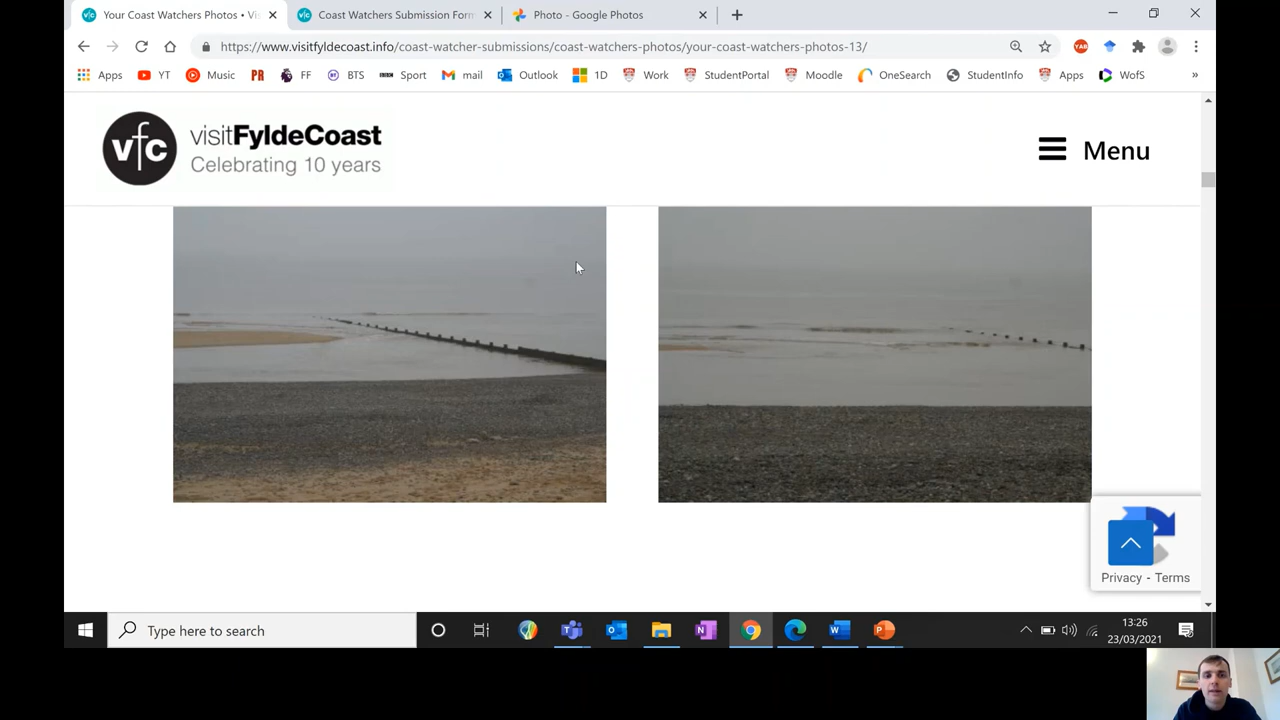 Your Coast Watchers Photos • Vi
Coast Watchers Submission Form
Photo - Google Photos
https://www.visitfyldecoast.info/coast-watcher-submissions/coast-watchers-photos/your-coast-watchers-photos-13/
YAB
Apps
YT
Music
PR
FF
BTS
Sport
mail
Outlook
1D
Work
StudentPortal
Moodle
OneSearch
StudentInfo
Apps
WofS
»
vfc
visitFyldeCoast
Celebrating 10 years
Menu
Privacy - Terms
Type here to search
13:26
23/03/2021